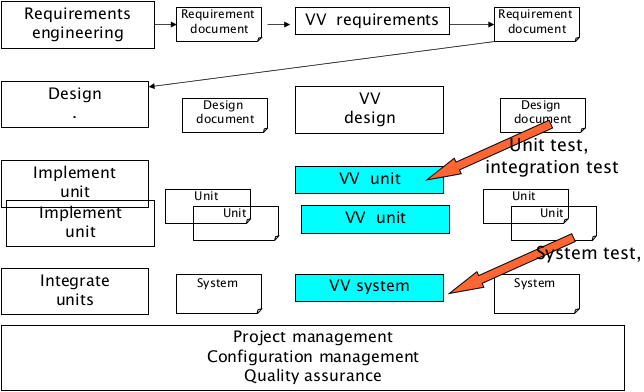 Requirements
engineering
Requirement
document
VV requirements
Requirement
document
Design
.
Design
document
VV
design
Design
document
Unit test,
integration test
Implement
unit
VV unit
Unit
Unit
Implement
unit
Unit
VV unit
Unit
System test,
Integrate
units
System
VV system
System
Project management
Configuration management
Quality assurance